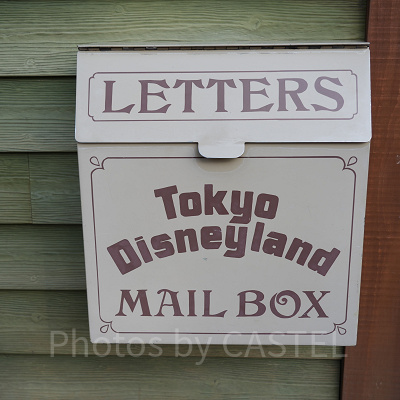 LETTERS
Tokyo
Disneyland
MAIL BOX
Photos by CASTEL